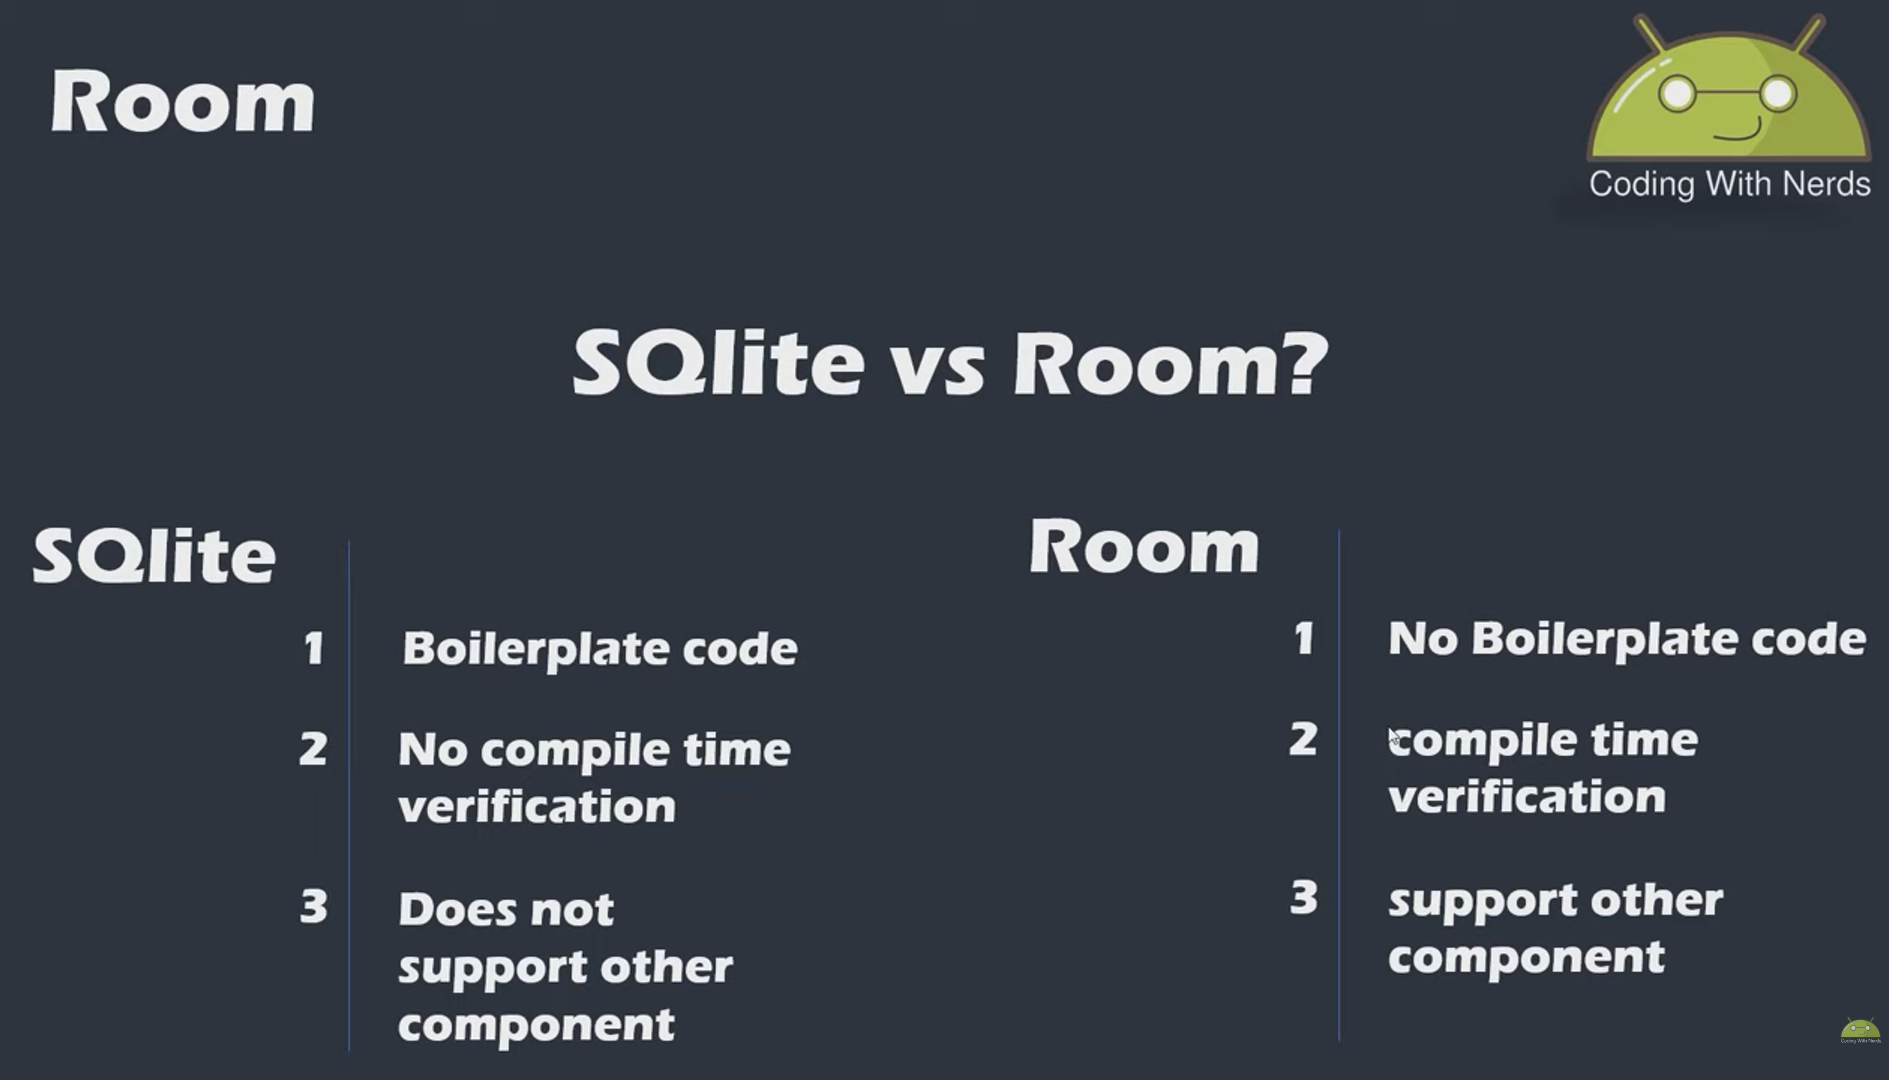 Room
Coding With Nerds
SQlite vs Room?
SQlite
1 Boilerplate code
2 No compile time
verification
3 Does not
support other
component
Room
1 No Boilerplate code
2 compile time
verification
3 support other
component
Coding With Nerds